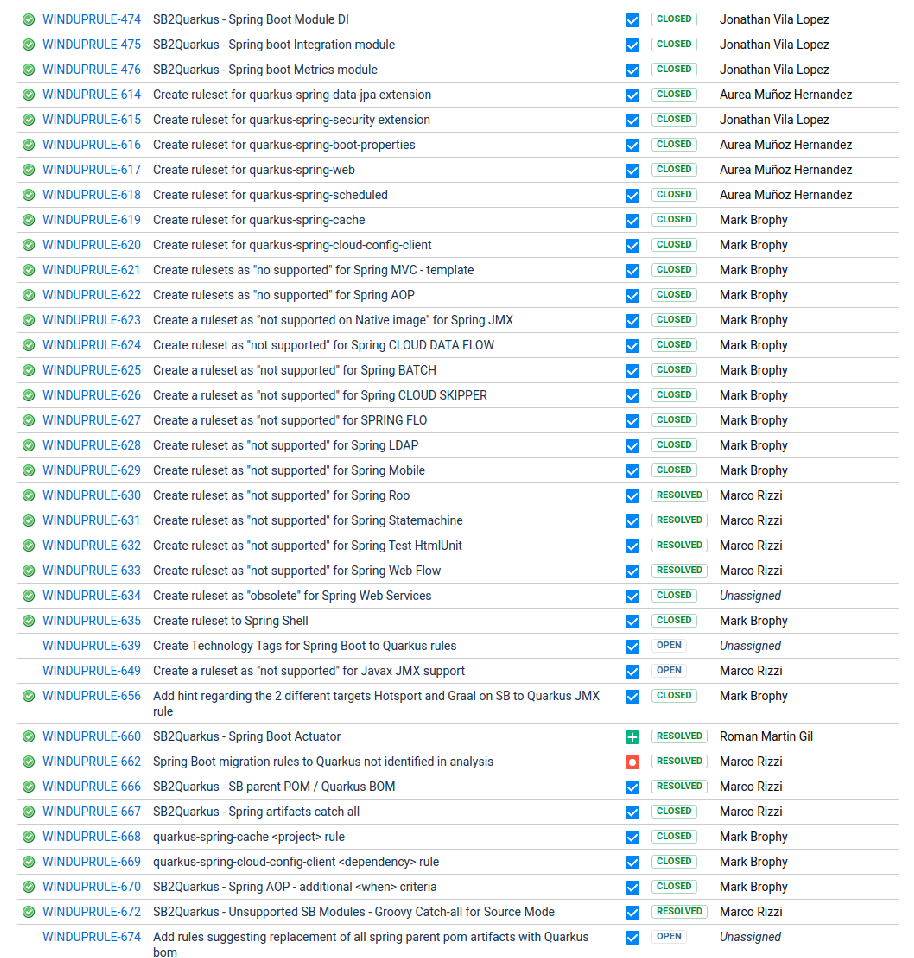 WINDUPRULE-474 SB2Quarkus - Spring Boot Module DI CLOSED Jonathan Vila Lopez
WINDUPRULE-475 SB2Quarkus - Spring boot Integration module CLOSED Jonathan Vila Lopez
WINDUPRULE-476 SB2Quarkus - Spring boot Metrics module CLOSED Jonathan Vila Lopez
WINDUPRULE-614 Create ruleset for quarkus-spring-data-jpa extension CLOSED Aurea Muñoz Hernandez
WINDUPRULE-615 Create ruleset for quarkus-spring-security extension CLOSED Jonathan Vila Lopez
WINDUPRULE-616 Create ruleset for quarkus-spring-boot-properties CLOSED Aurea Muñoz Hernandez
WINDUPRULE-617 Create ruleset for quarkus-spring-web CLOSED Aurea Muñoz Hernandez
WINDUPRULE-618 Create ruleset for quarkus-spring-scheduled CLOSED Aurea Muñoz Hernandez
WINDUPRULE-619 Create ruleset for quarkus-spring-cache CLOSED Mark Brophy
WINDUPRULE-620 Create ruleset for quarkus-spring-cloud-config-client CLOSED Mark Brophy
WINDUPRULE-621 Create rulesets as "no supported" for Spring MVC - template CLOSED Mark Brophy
WINDUPRULE-622 Create rulesets as "no supported" for Spring AOP CLOSED Mark Brophy
WINDUPRULE-623 Create a ruleset as "not supported on Native image" for Spring JMX CLOSED Mark Brophy
WINDUPRULE-624 Create ruleset as "not supported" for Spring CLOUD DATA FLOW CLOSED Mark Brophy
WINDUPRULE-625 Create a ruleset as "not supported" for Spring BATCH CLOSED Mark Brophy
WINDUPRULE-626 Create a ruleset as "not supported" for Spring CLOUD SKIPPER CLOSED Mark Brophy
WINDUPRULE-627 Create a ruleset as "not supported" for SPRING FLO CLOSED Mark Brophy
WINDUPRULE-628 Create ruleset as "not supported" for Spring LDAP CLOSED Mark Brophy
WINDUPRULE-629 Create ruleset as "not supported" for Spring Mobile CLOSED Mark Brophy
WINDUPRULE-630 Create ruleset as "not supported" for Spring Roo RESOLVED Marco Rizzi
WINDUPRULE-631 Create ruleset as "not supported" for Spring Statemachine RESOLVED Marco Rizzi
WINDUPRULE-632 Create ruleset as "not supported" for Spring Test HtmlUnit RESOLVED Marco Rizzi
WINDUPRULE-633 Create ruleset as "not supported" for Spring Web Flow RESOLVED Marco Rizzi
WINDUPRULE-634 Create ruleset as "obsolete" for Spring Web Services CLOSED Unassigned
WINDUPRULE-635 Create ruleset to Spring Shell CLOSED Mark Brophy
WINDUPRULE-639 Create Technology Tags for Spring Boot to Quarkus rules OPEN Unassigned
WINDUPRULE-649 Create a ruleset as "not supported" for Javax JMX support OPEN Marco Rizzi
WINDUPRULE-656 Add hint regarding the 2 different targets Hotsport and Graal on SB to Quarkus JMX CLOSED Mark Brophy
rule
WINDUPRULE-660 SB2Quarkus - Spring Boot Actuator RESOLVED Roman Martin Gil
WINDUPRULE-662 Spring Boot migration rules to Quarkus not identified in analysis RESOLVED Marco Rizzi
WINDUPRULE-666 SB2Quarkus - SB parent POM / Quarkus BOM RESOLVED Marco Rizzi
WINDUPRULE-667 SB2Quarkus - Spring artifacts catch-all CLOSED Marco Rizzi
WINDUPRULE-668 quarkus-spring-cache <project> rule CLOSED Mark Brophy
WINDUPRULE-669 quarkus-spring-cloud-config-client <dependency> rule CLOSED Mark Brophy
WINDUPRULE-670 SB2Quarkus - Spring AOP - additional <when> criteria CLOSED Mark Brophy
WINDUPRULE-672 SB2Quarkus - Unsupported SB Modules - Groovy Catch-all for Source Mode RESOLVED Marco Rizzi
WINDUPRULE-674 Add rules suggesting replacement of all spring parent pom artifacts with Quarkus OPEN Unassigned
bom